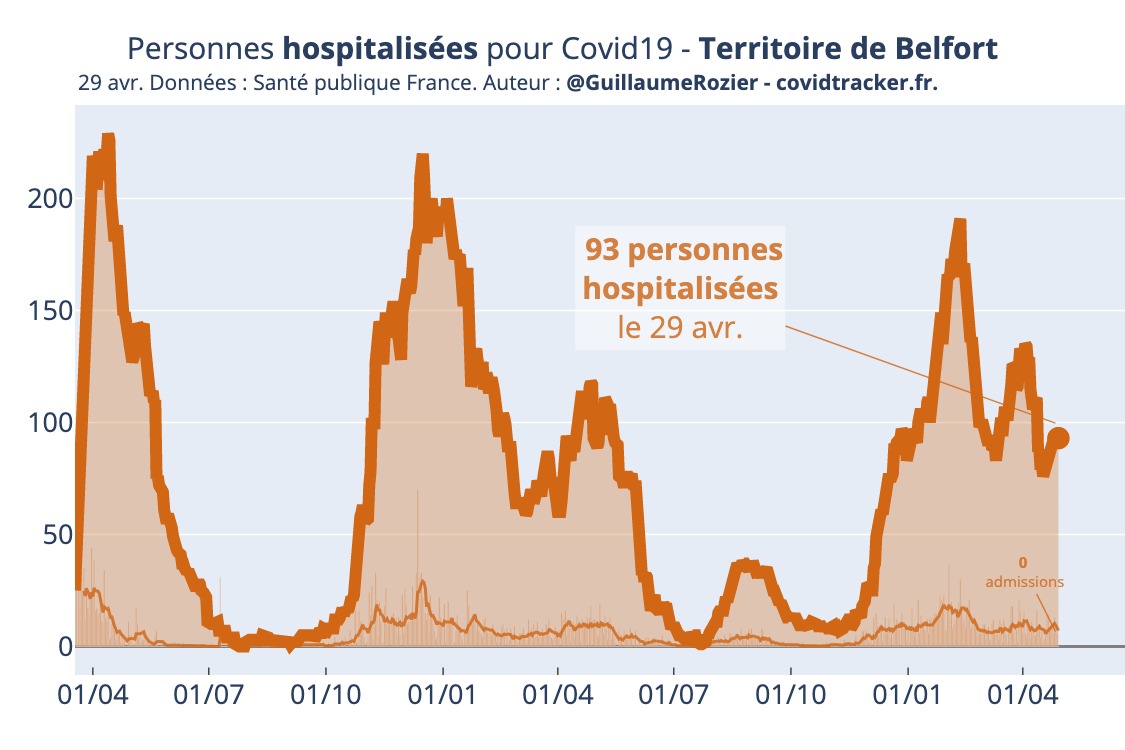 Personnes hospitalisées pour Covid19 - Territoire de Belfort
29 avr. Données : Santé publique France. Auteur : @GuillaumeRozier - covidtracker.fr.
200
150
100
50
0
93 personnes
hospitalisées
le 29 avr.
0
admissions
01/04
01/07
01/10
01/01
01/04
01/07
01/10
01/01
01/04